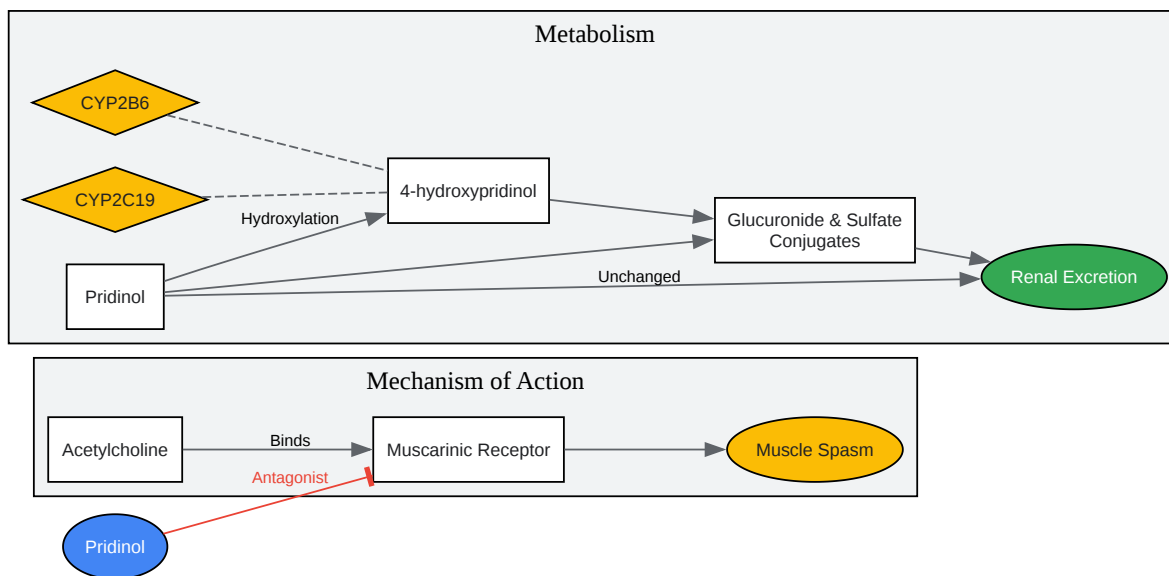 Metabolism
CYP2B6
CYP2C19
4-hydroxypridinol
Hydroxylation
Glucuronide & Sulfate
Conjugates
Unchanged
Renal Excretion
Pridinol
Mechanism of Action
Acetylcholine
Binds
Muscarinic Receptor
Muscle Spasm
Antagonist
Pridinol